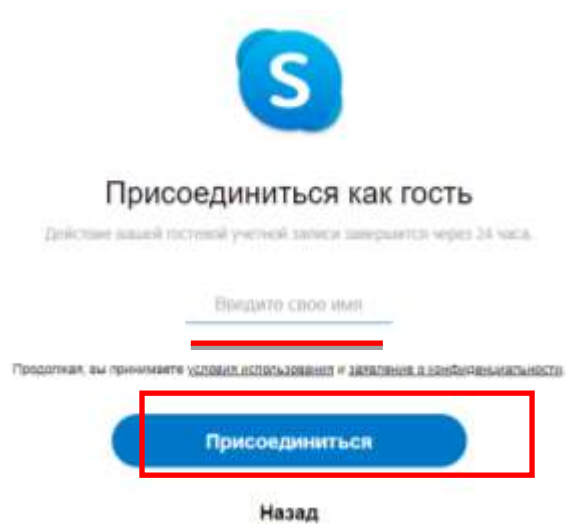 S
Присоединиться как гость
Действие вашей гостевой учетной записи завершится через 24 часа.
Введите свое имя
Продолжая, вы принимаете условия использования и заявление о конфиденциальности.
Присоединиться
Назад